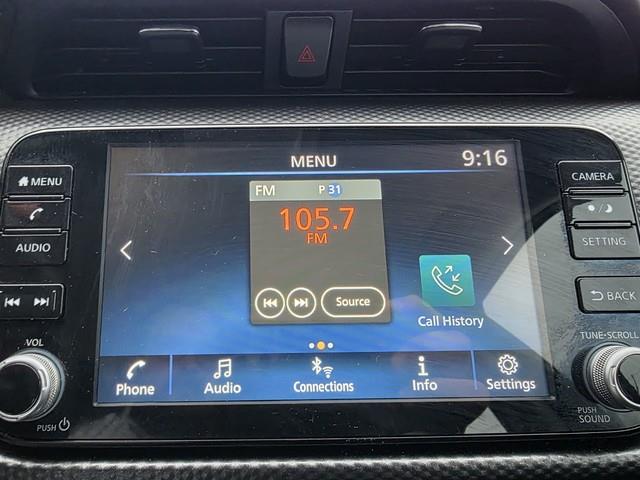 MENU
AUDIO
VOL
PUSH
MENU
9:16
FM P 31
105.7
FM
Source
Call History
Phone
Audio
Connections
Info
Settings
CAMERA
SETTING
BACK
TUNE-SCROLL
PUSH
SOUND